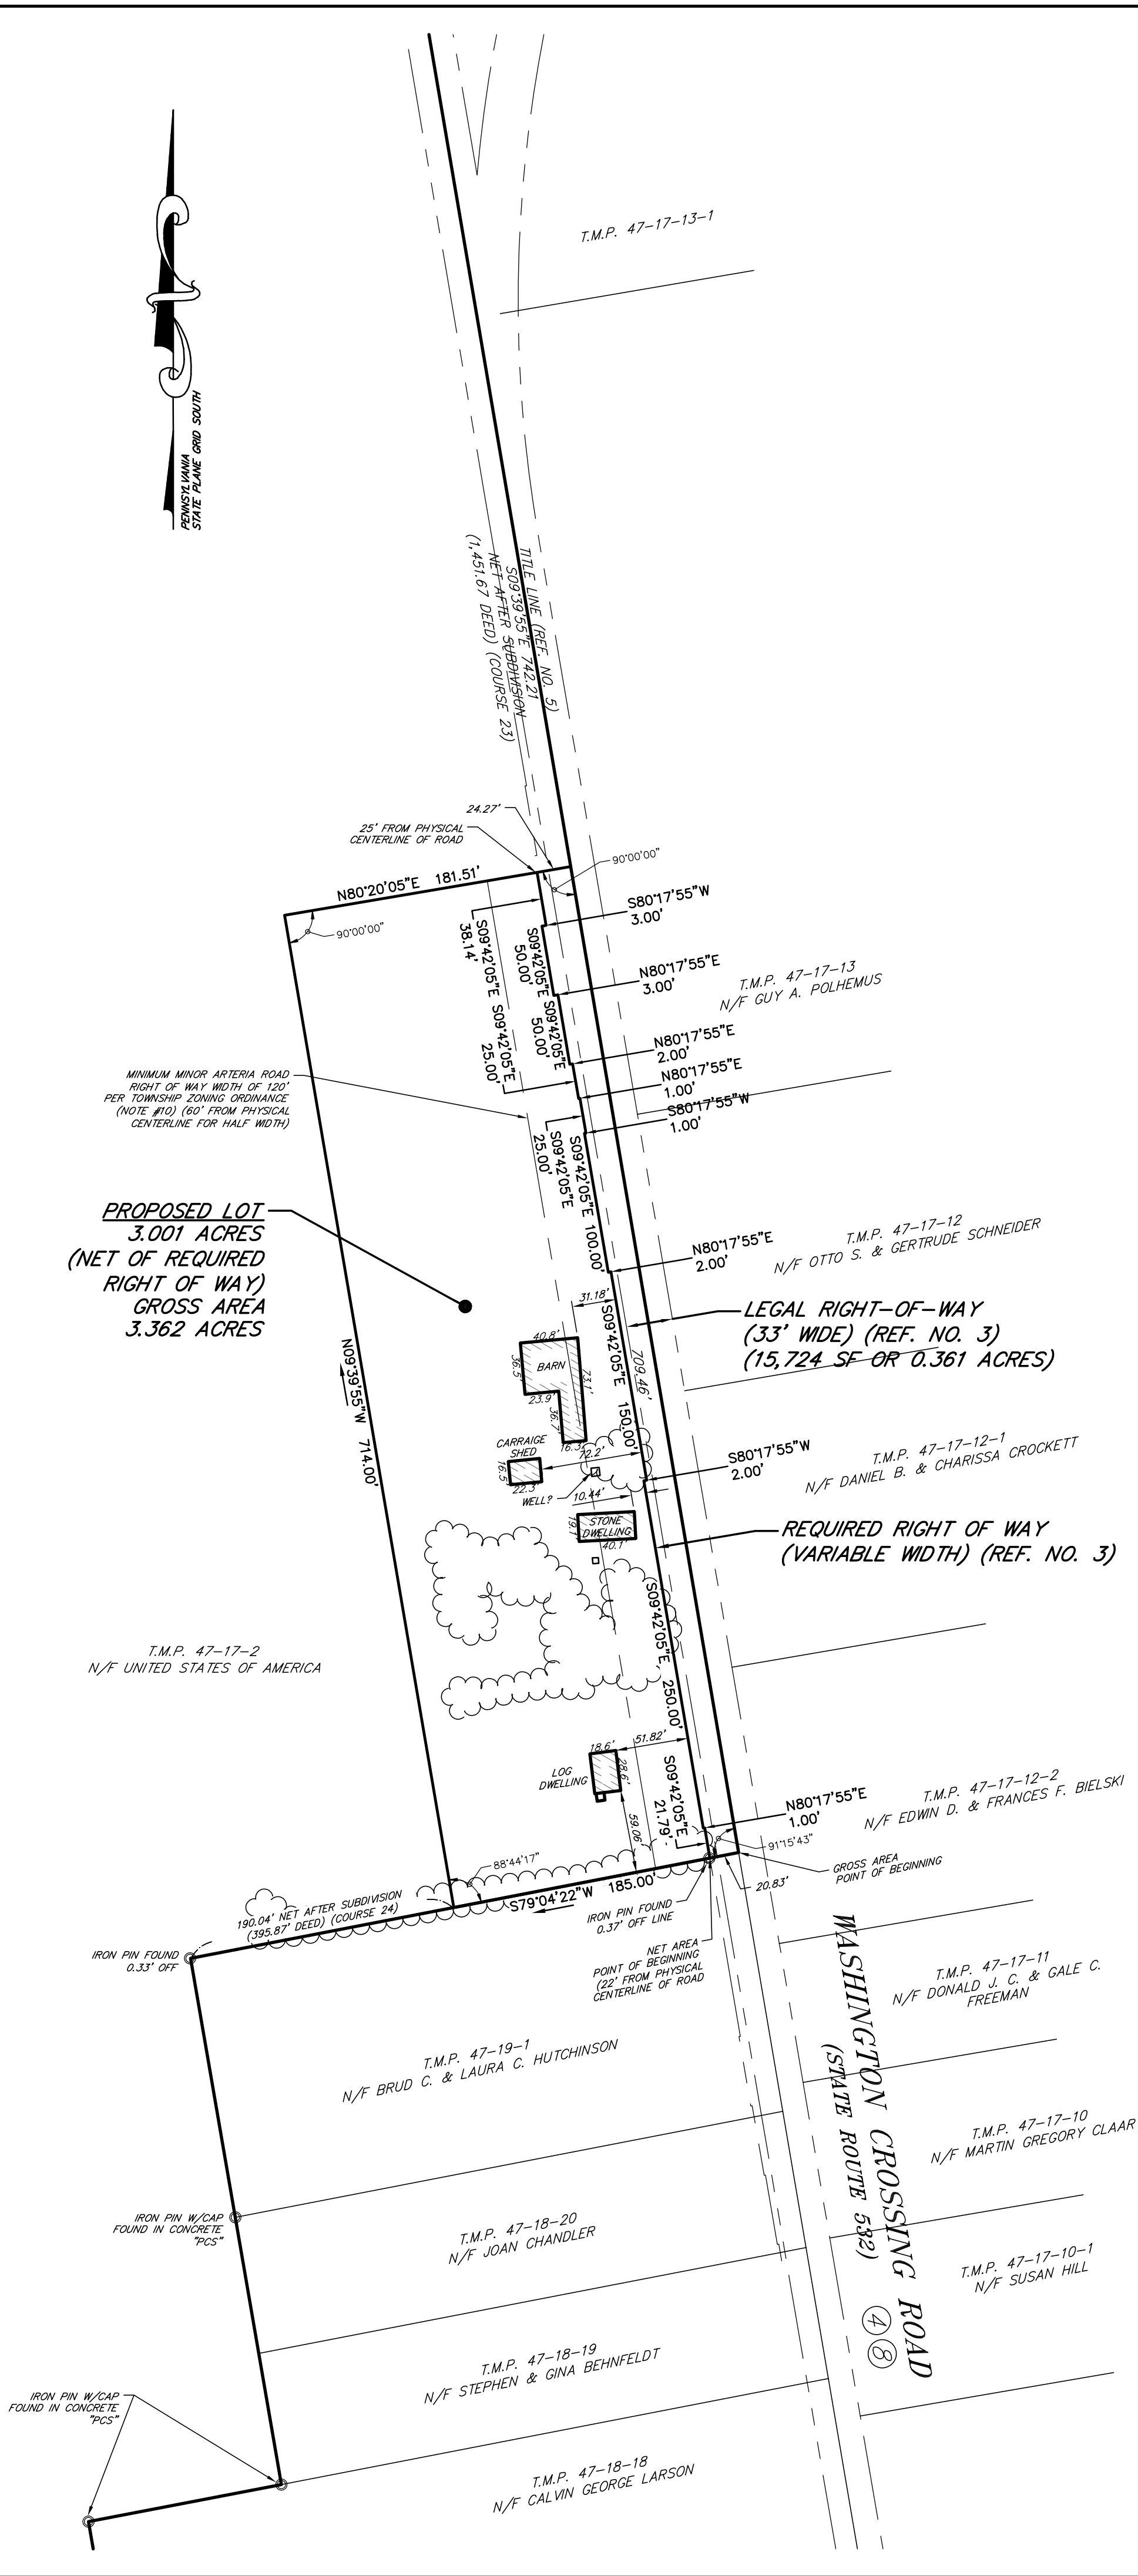 T.M.P. 47-17-13-1
PENNSYLVANIA
STATE PLANE GRID SOUTH
TITLE LINE (REF. NO. 5)
S09°39'55"E 742.21
NET AFTER SUBDIVISION
(1,451.67 DEED) (COURSE 23)
24.27'
25' FROM PHYSICAL
CENTERLINE OF ROAD
90°00'00"
N80°20'05"E 181.51'
90°00'00"
S80°17'55"W
3.00'
S09°42'05"E
38.14'
S09°42'05"E
50.00'
N80°17'55"E
3.00'
T.M.P. 47-17-13
N/F GUY A. POLHEMUS
S09°42'05"E
50.00'
S09°42'05"E
25.00'
N80°17'55"E
2.00'
N80°17'55"E
1.00'
S80°17'55"W
1.00'
MINIMUM MINOR ARTERIA ROAD
RIGHT OF WAY WIDTH OF 120'
PER TOWNSHIP ZONING ORDINANCE
(NOTE #10) (60' FROM PHYSICAL
CENTERLINE FOR HALF WIDTH)
S09°42'05"E
25.00'
S09°42'05"E 100.00'
PROPOSED LOT
3.001 ACRES
(NET OF REQUIRED
RIGHT OF WAY)
GROSS AREA
3.362 ACRES
N80°17'55"E
2.00'
T.M.P. 47-17-12
N/F OTTO S. & GERTRUDE SCHNEIDER
31.18'
LEGAL RIGHT-OF-WAY
(33' WIDE) (REF. NO. 3)
(15,724 SF OR 0.361 ACRES)
S09°42'05"E 150.00'
709.46'
40.8'
36.5'
BARN
73.1'
23.9'
36.7'
16.3'
N09°39'55"W 714.00'
CARRAIGE
SHED
72.2'
16.5'
22.3'
WELL?
10.44'
S80°17'55"W
2.00'
T.M.P. 47-17-12-1
N/F DANIEL B. & CHARISSA CROCKETT
STONE
DWELLING
19.1'
40.1'
REQUIRED RIGHT OF WAY
(VARIABLE WIDTH) (REF. NO. 3)
S09°42'05"E, 250.00'
T.M.P. 47-17-2
N/F UNITED STATES OF AMERICA
18.6'
51.82'
28.6'
LOG
DWELLING
59.06'
S09°42'05"E
21.79'
N80°17'55"E
1.00'
T.M.P. 47-17-12-2
N/F EDWIN D. & FRANCES F. BIELSKI
91°15'43"
88°44'17"
GROSS AREA
POINT OF BEGINNING
20.83'
S79°04'22"W 185.00'
190.04' NET AFTER SUBDIVISION
(395.87' DEED) (COURSE 24)
IRON PIN FOUND
0.37' OFF LINE
IRON PIN FOUND
0.33' OFF
NET AREA
POINT OF BEGINNING
(22' FROM PHYSICAL
CENTERLINE OF ROAD
WASHINGTON CROSSING ROAD
(STATE ROUTE 532)
4 8
T.M.P. 47-17-11
N/F DONALD J. C. & GALE C.
FREEMAN
T.M.P. 47-19-1
N/F BRUD C. & LAURA C. HUTCHINSON
T.M.P. 47-17-10
N/F MARTIN GREGORY CLAAR
IRON PIN W/CAP
FOUND IN CONCRETE
"PCS"
T.M.P. 47-18-20
N/F JOAN CHANDLER
T.M.P. 47-17-10-1
N/F SUSAN HILL
T.M.P. 47-18-19
N/F STEPHEN & GINA BEHNFELDT
IRON PIN W/CAP
FOUND IN CONCRETE
"PCS"
T.M.P. 47-18-18
N/F CALVIN GEORGE LARSON